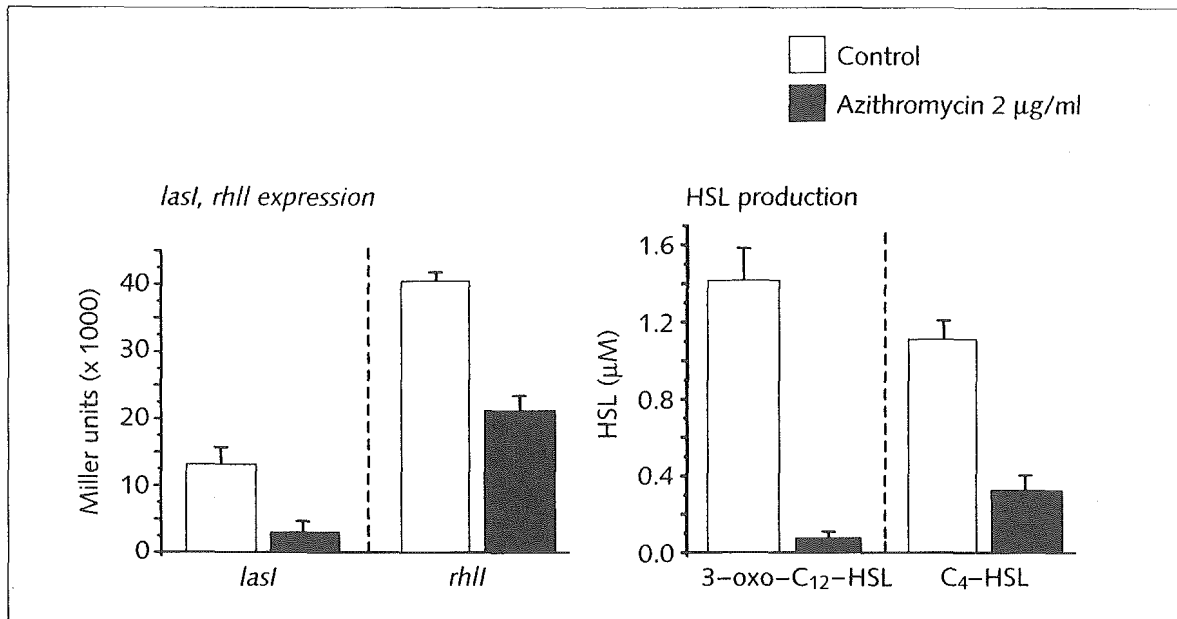 Control
Azithromycin 2 µg/ml
lasI, rhlI expression
Miller units (x 1000)
40
30
20
10
0
lasI
rhlI
HSL production
HSL (µM)
1.6
1.2
0.8
0.4
0.0
3–oxo–C₁₂–HSL
C₄–HSL